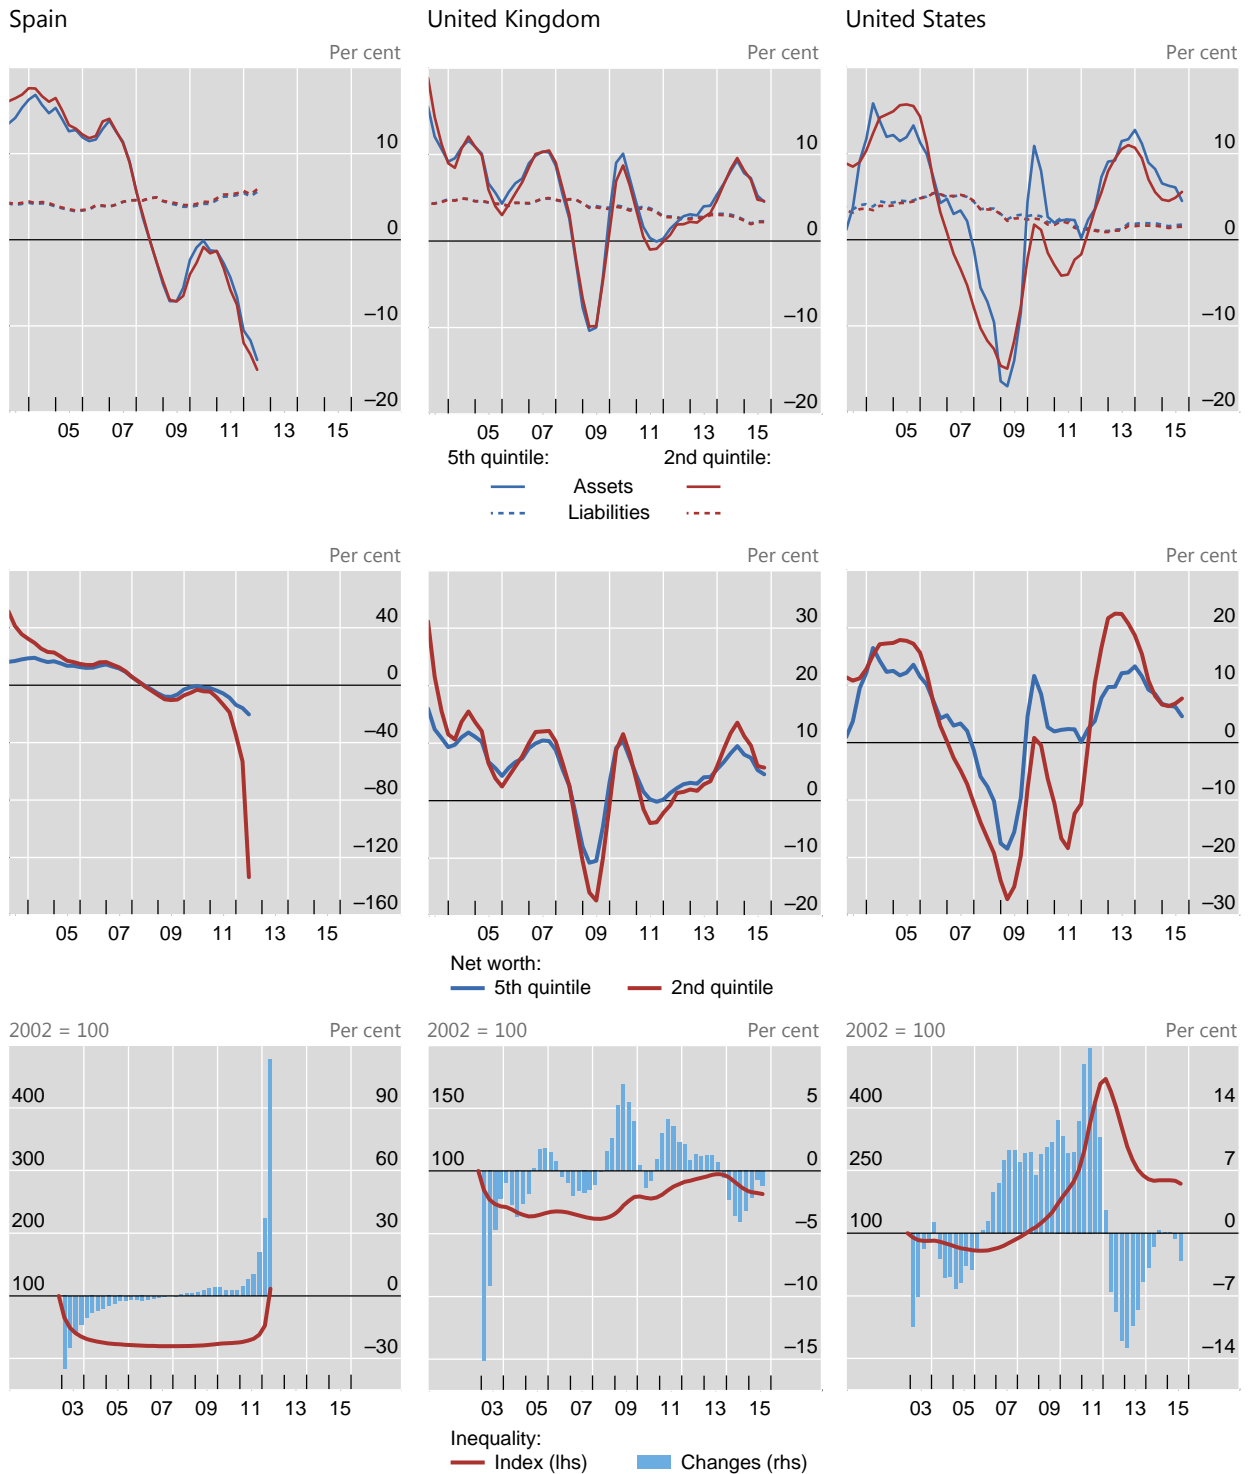 Spain United Kingdom United States
Per cent Per cent Per cent
10 10 10
0 0 0
–10 –10 –10
–20 –20 –20
05 07 09 11 13 15 05 07 09 11 13 15 05 07 09 11 13 15
5th quintile: 2nd quintile:
Assets
Liabilities
Per cent Per cent Per cent
40 30 20
0 20 10
–40 10 0
–80 0 –10
–120 –10 –20
–160 –20 –30
05 07 09 11 13 15 05 07 09 11 13 15 05 07 09 11 13 15
Net worth:
5th quintile 2nd quintile
2002 = 100 Per cent 2002 = 100 Per cent 2002 = 100 Per cent
400 90 150 5 400 14
300 60 100 0 250 7
200 30 –5 100 0
100 0 –10 –7
–30 –15 –14
03 05 07 09 11 13 15 03 05 07 09 11 13 15 03 05 07 09 11 13 15
Inequality:
Index (lhs) Changes (rhs)